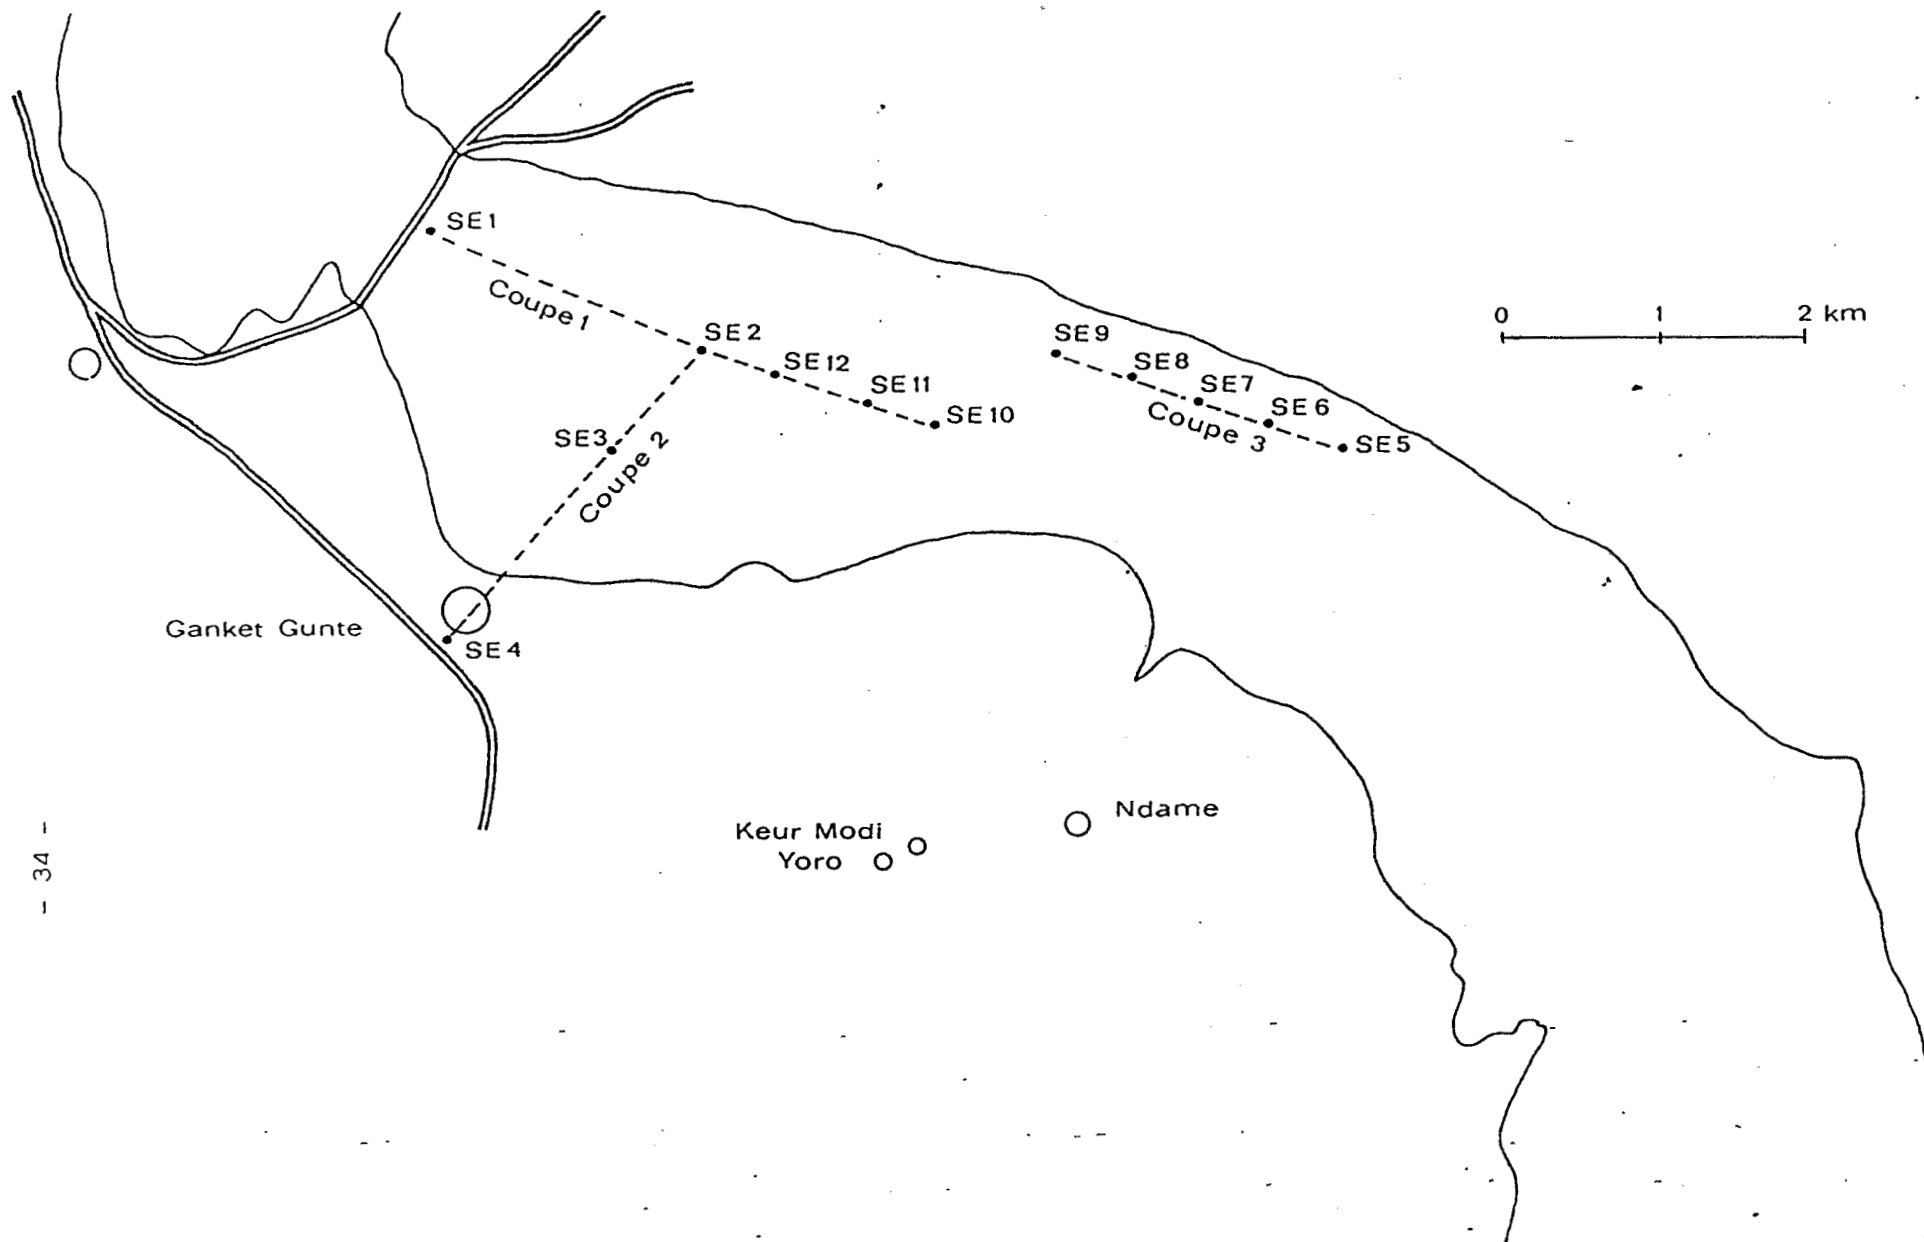 SE1
Coupe 1
SE2
SE12
SE11
SE10
SE9
SE8
SE7
SE6
SE5
Coupe 3
0 1 2 km
SE3
Coupe 2
Ganket Gunte
SE4
Keur Modi
Yoro
Ndame
- 34 -